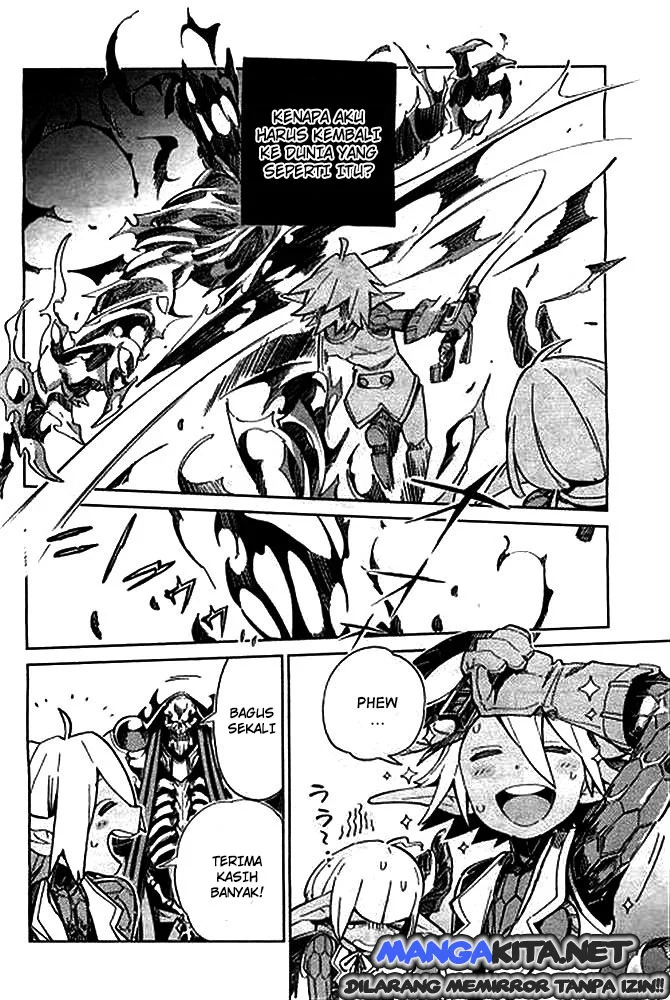 KENAPA AKU
HARUS KEMBALI
KE DUNIA YANG
SEPERTI ITU?
BAGUS
SEKALI
TERIMA
KASIH
BANYAK!
PHEW
...
MANGAKITA.NET
DILARANG MEMIRROR TANPA IZIN!!